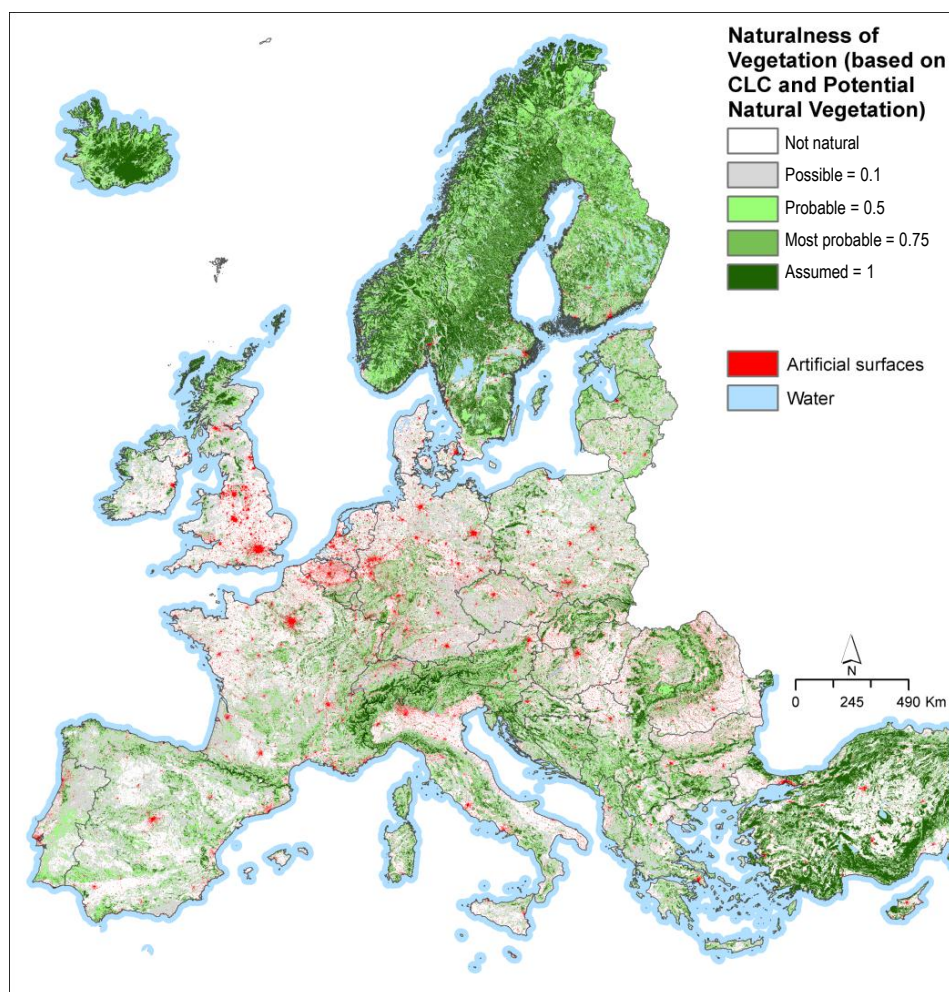 Naturalness of
Vegetation (based on
CLC and Potential
Natural Vegetation)
Not natural
Possible = 0.1
Probable = 0.5
Most probable = 0.75
Assumed = 1
Artificial surfaces
Water
N
0 245 490 Km